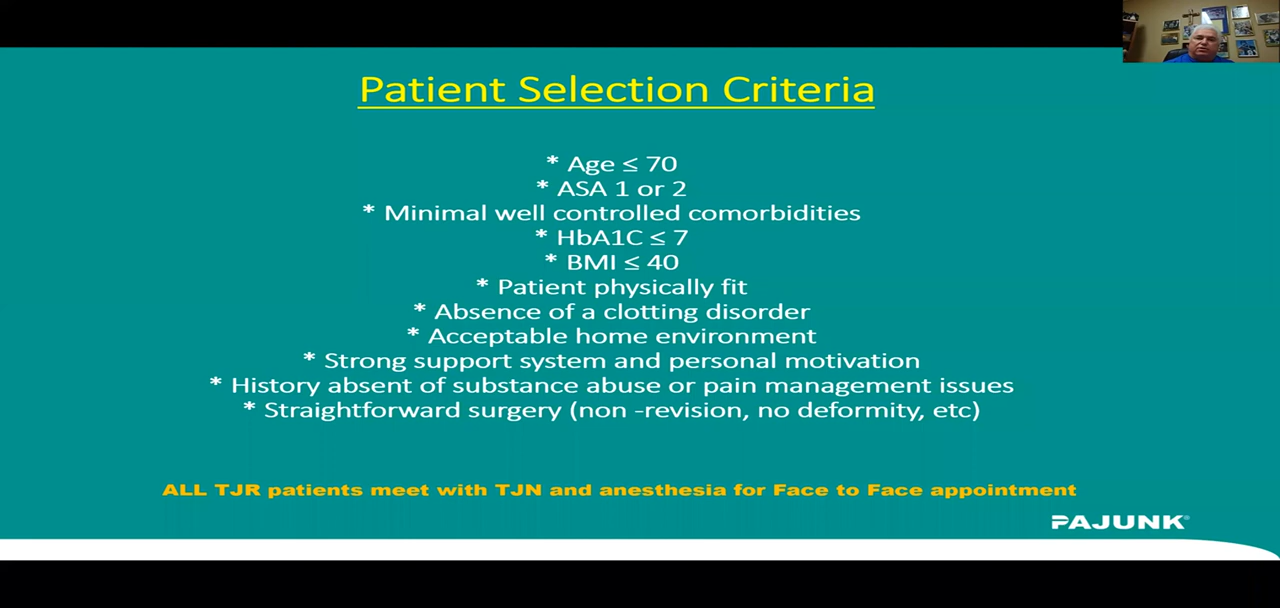 Patient Selection Criteria
* Age ≤ 70
* ASA 1 or 2
* Minimal well controlled comorbidities
* HbA1C ≤ 7
* BMI ≤ 40
* Patient physically fit
* Absence of a clotting disorder
* Acceptable home environment
* Strong support system and personal motivation
* History absent of substance abuse or pain management issues
* Straightforward surgery (non -revision, no deformity, etc)
ALL TJR patients meet with TJN and anesthesia for Face to Face appointment
PAJUNK®